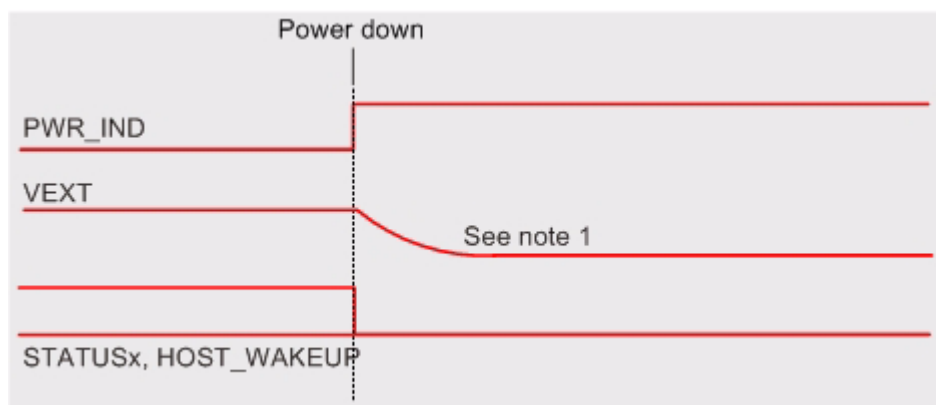 Power down
PWR_IND
VEXT
See note 1
STATUSx, HOST_WAKEUP